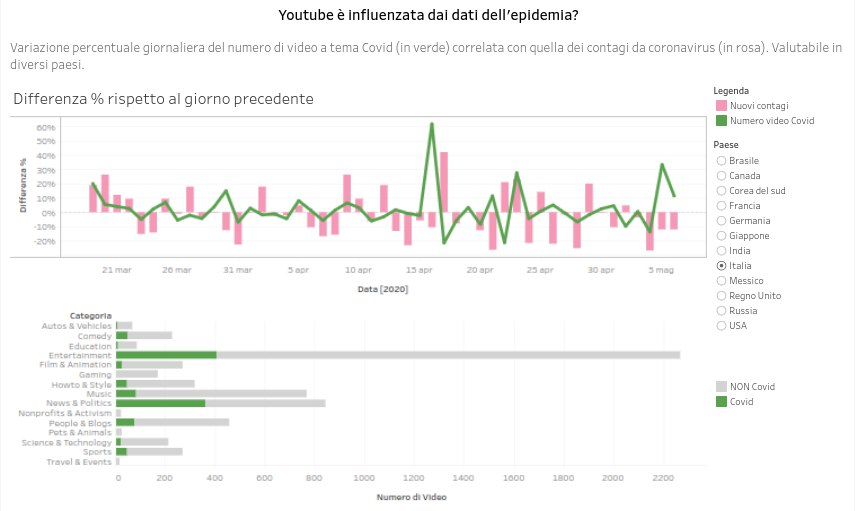 Youtube è influenzata dai dati dell'epidemia?
Variazione percentuale giornaliera del numero di video a tema Covid (in verde) correlata con quella dei contagi da coronavirus (in rosa). Valutabile in
diversi paesi.
Differenza % rispetto al giorno precedente
60%
50%
40%
30%
20%
10%
0%
-10%
-20%
Differenza %
21 mar 26 mar 31 mar 5 apr 10 apr 15 apr 20 apr 25 apr 30 apr 5 mag
Data [2020]
Legenda
Nuovi contagi
Numero video Covid
Paese
Brasile
Canada
Corea del sud
Francia
Germania
Giappone
India
Italia
Messico
Regno Unito
Russia
USA
Categoria
Autos & Vehicles
Comedy
Education
Entertainment
Film & Animation
Gaming
Howto & Style
Music
News & Politics
Nonprofits & Activism
People & Blogs
Pets & Animals
Science & Technology
Sports
Travel & Events
0 200 400 600 800 1000 1200 1400 1600 1800 2000 2200
Numero di Video
NON Covid
Covid